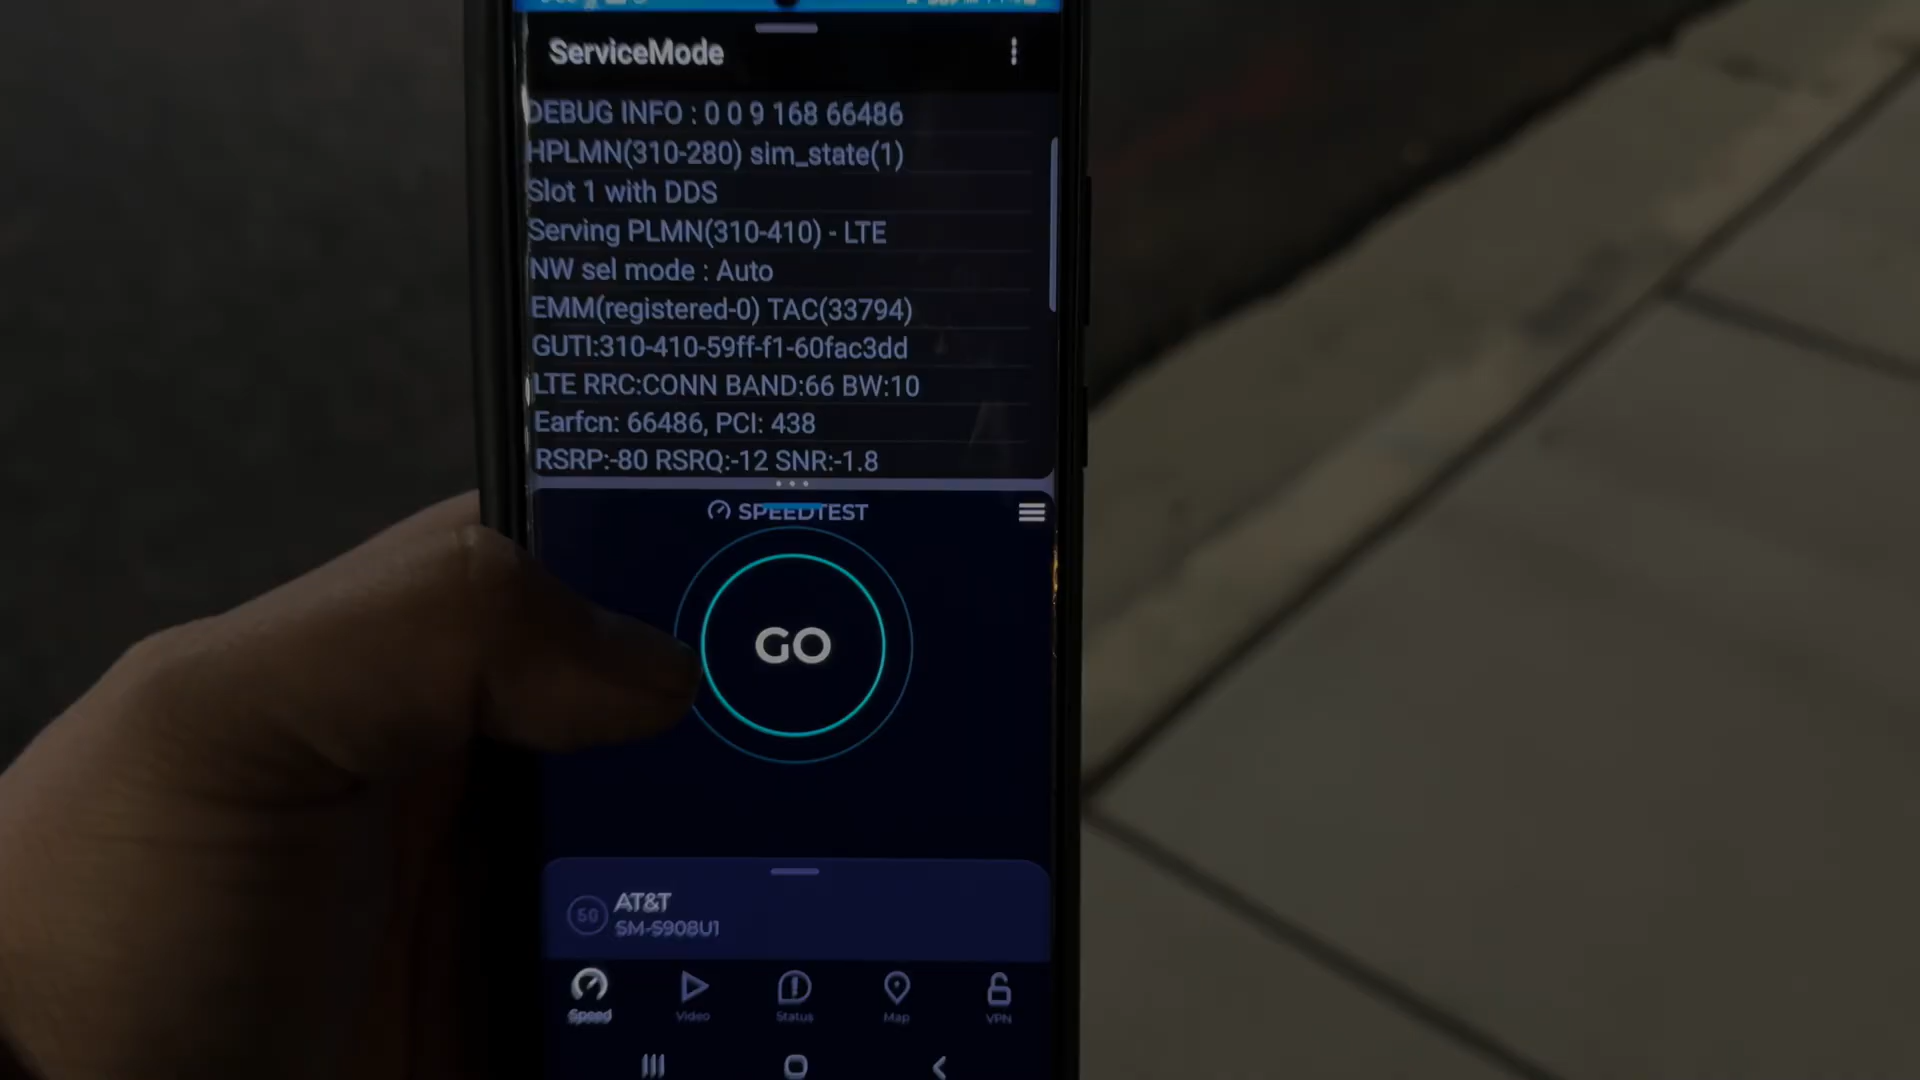 ServiceMode
DEBUG INFO : 0 0 9 168 66486
HPLMN(310-280) sim_state(1)
Slot 1 with DDS
Serving PLMN(310-410) - LTE
NW sel mode : Auto
EMM(registered-0) TAC(33794)
GUTI:310-410-59ff-f1-60fac3dd
LTE RRC:CONN BAND:66 BW:10
Earfcn: 66486, PCI: 438
RSRP:-80 RSRQ:-12 SNR:-1.8
SPEEDTEST
GO
AT&T
SM-S908U1
Speed Video Status Map VPN